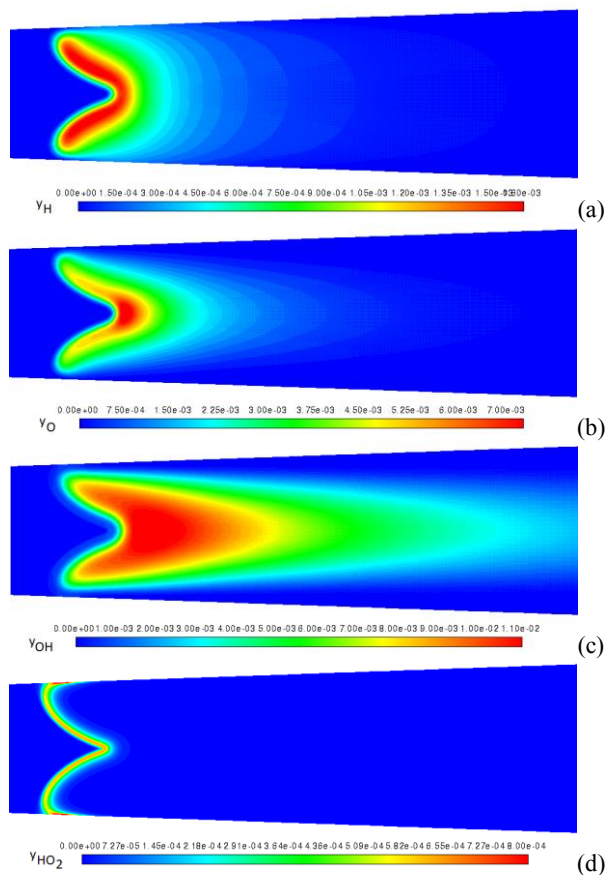 0.00e+00 1.50e-04 3.00e-04 4.50e-04 6.00e-04 7.50e-04 9.00e-04 1.05e-03 1.20e-03 1.35e-03 1.50e-03 1.60e-03
yH
(a)
0.00e+00 7.50e-04 1.50e-03 2.25e-03 3.00e-03 3.75e-03 4.50e-03 5.25e-03 6.00e-03 7.00e-03
yO
(b)
0.00e+00 1.00e-03 2.00e-03 3.00e-03 4.00e-03 5.00e-03 6.00e-03 7.00e-03 8.00e-03 9.00e-03 1.00e-02 1.10e-02
yOH
(c)
0.00e+00 7.27e-05 1.45e-04 2.18e-04 2.91e-04 3.64e-04 4.36e-04 5.09e-04 5.82e-04 6.55e-04 7.27e-04 8.00e-04
yHO2
(d)